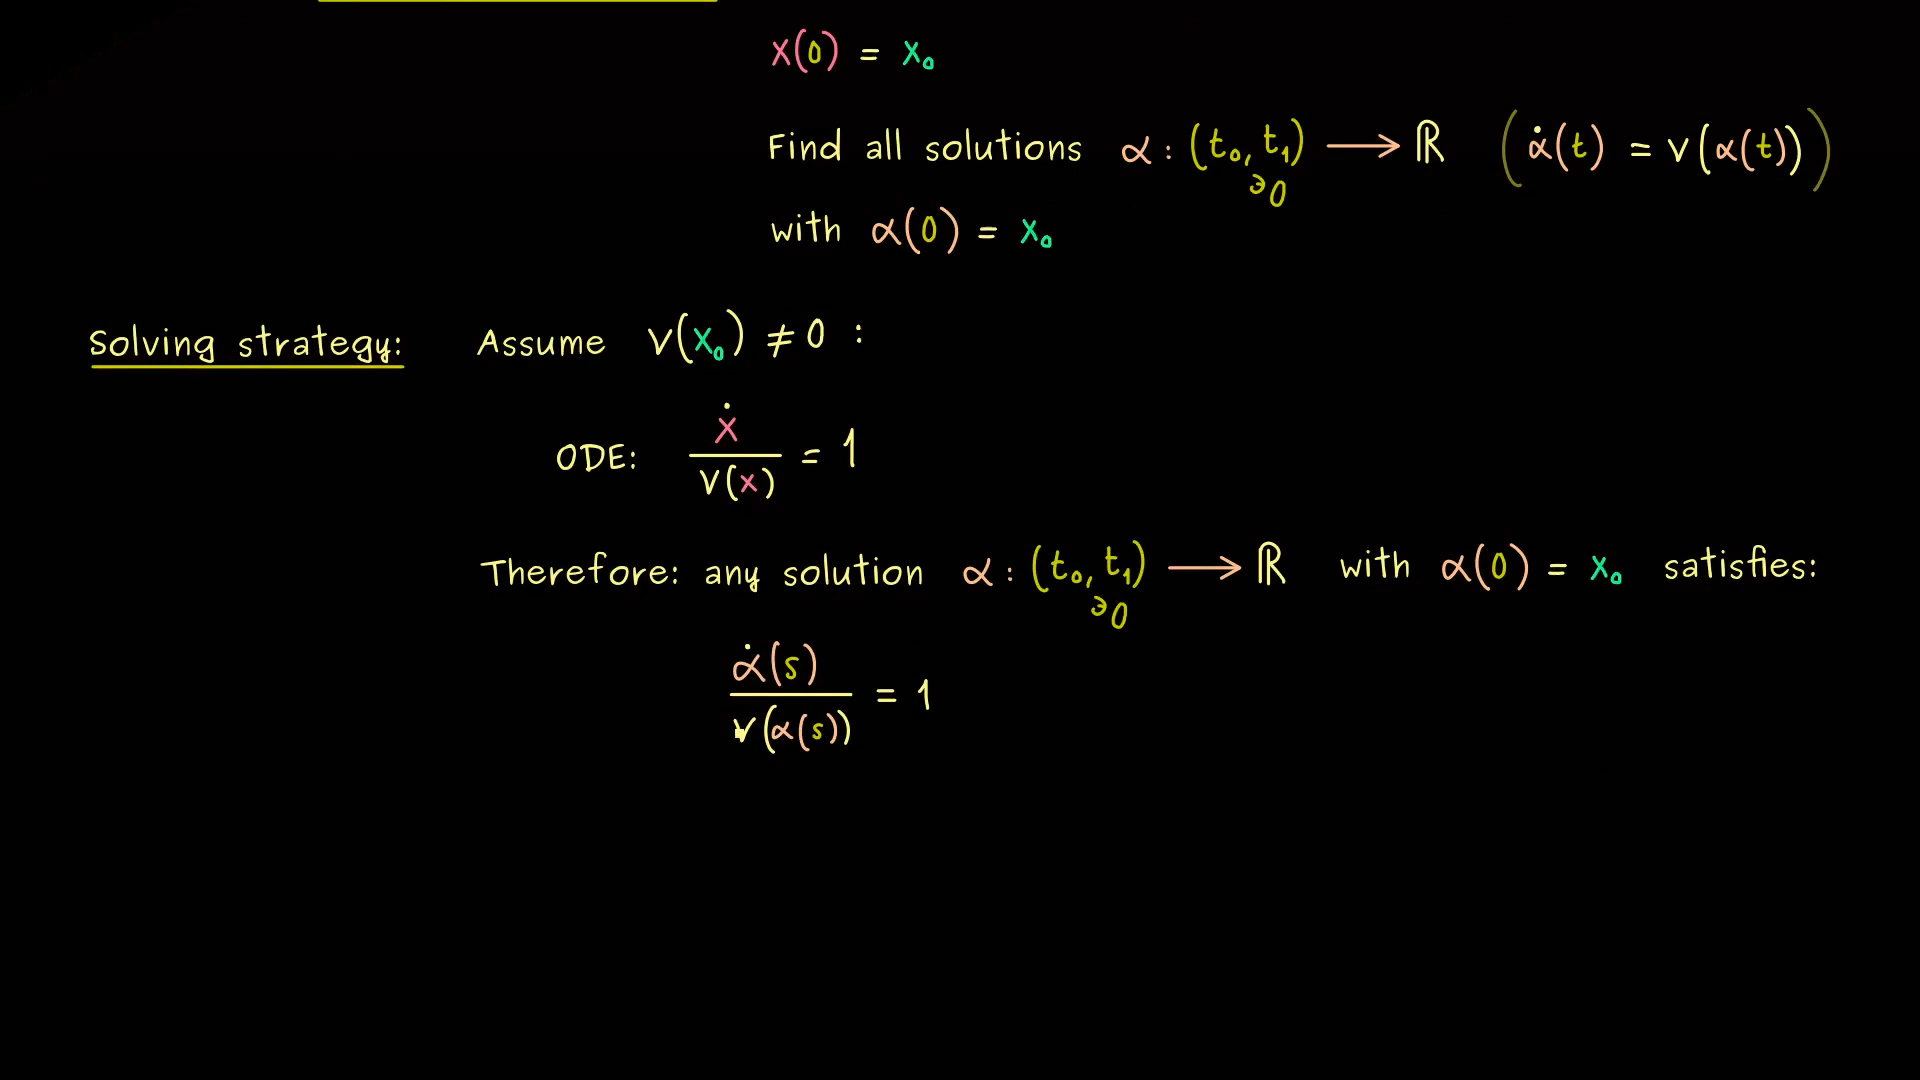 x(0) = x₀
Find all solutions α : (t₀, t₁) ⟶ ℝ (α̇(t) = v(α(t)))
∋0
with α(0) = x₀
Solving strategy: Assume v(x₀) ≠ 0 :
ODE: ẋ / v(x) = 1
Therefore: any solution α : (t₀, t₁) ⟶ ℝ with α(0) = x₀ satisfies:
∋0
α̇(s) / v(α(s)) = 1